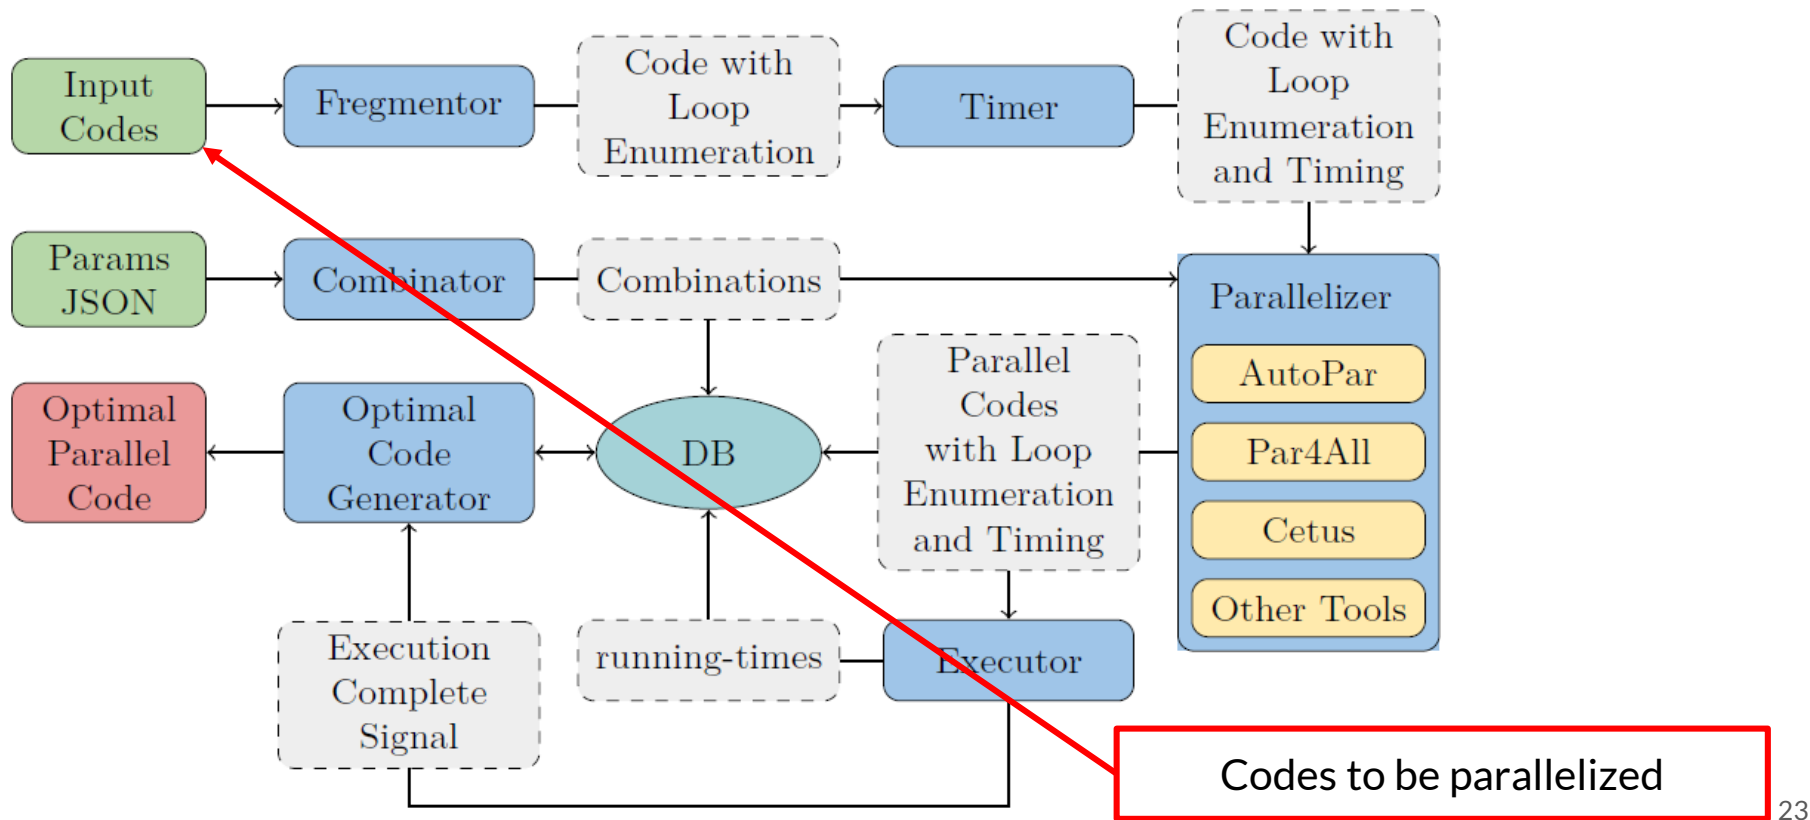 Input
Codes
Fregmentor
Code with
Loop
Enumeration
Timer
Code with
Loop
Enumeration
and Timing
Params
JSON
Combinator
Combinations
Parallelizer
AutoPar
Par4All
Cetus
Other Tools
Optimal
Parallel
Code
Optimal
Code
Generator
DB
Parallel
Codes
with Loop
Enumeration
and Timing
Execution
Complete
Signal
running-times
Executor
Codes to be parallelized
23